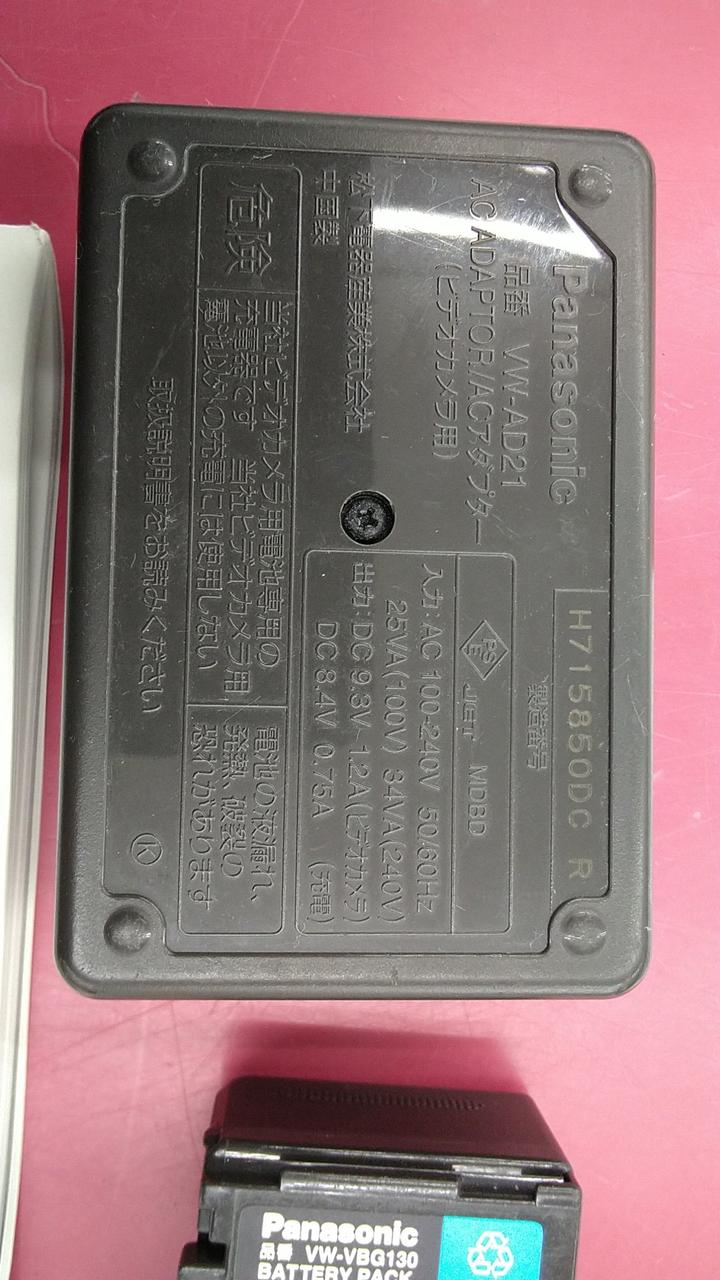 Panasonic
品番 VW-AD21
AC ADAPTOR/ACアダプター
(ビデオカメラ用)
松下電器産業株式会社
中国製
H715850DC R
製造番号
PSE JET MDBD
入力:AC 100-240V 50/60Hz
25VA(100V) 34VA(240V)
出力:DC 9.3V 1.2A(ビデオカメラ)
DC 8.4V 0.75A (充電)
危険
当社ビデオカメラ用電池専用の
充電器です 当社ビデオカメラ用
電池以外の充電には使用しない
電池の液漏れ、
発熱、破裂の
恐れがあります
取扱説明書をお読みください
K
Panasonic
品番 VW-VBG130
BATTERY PACK